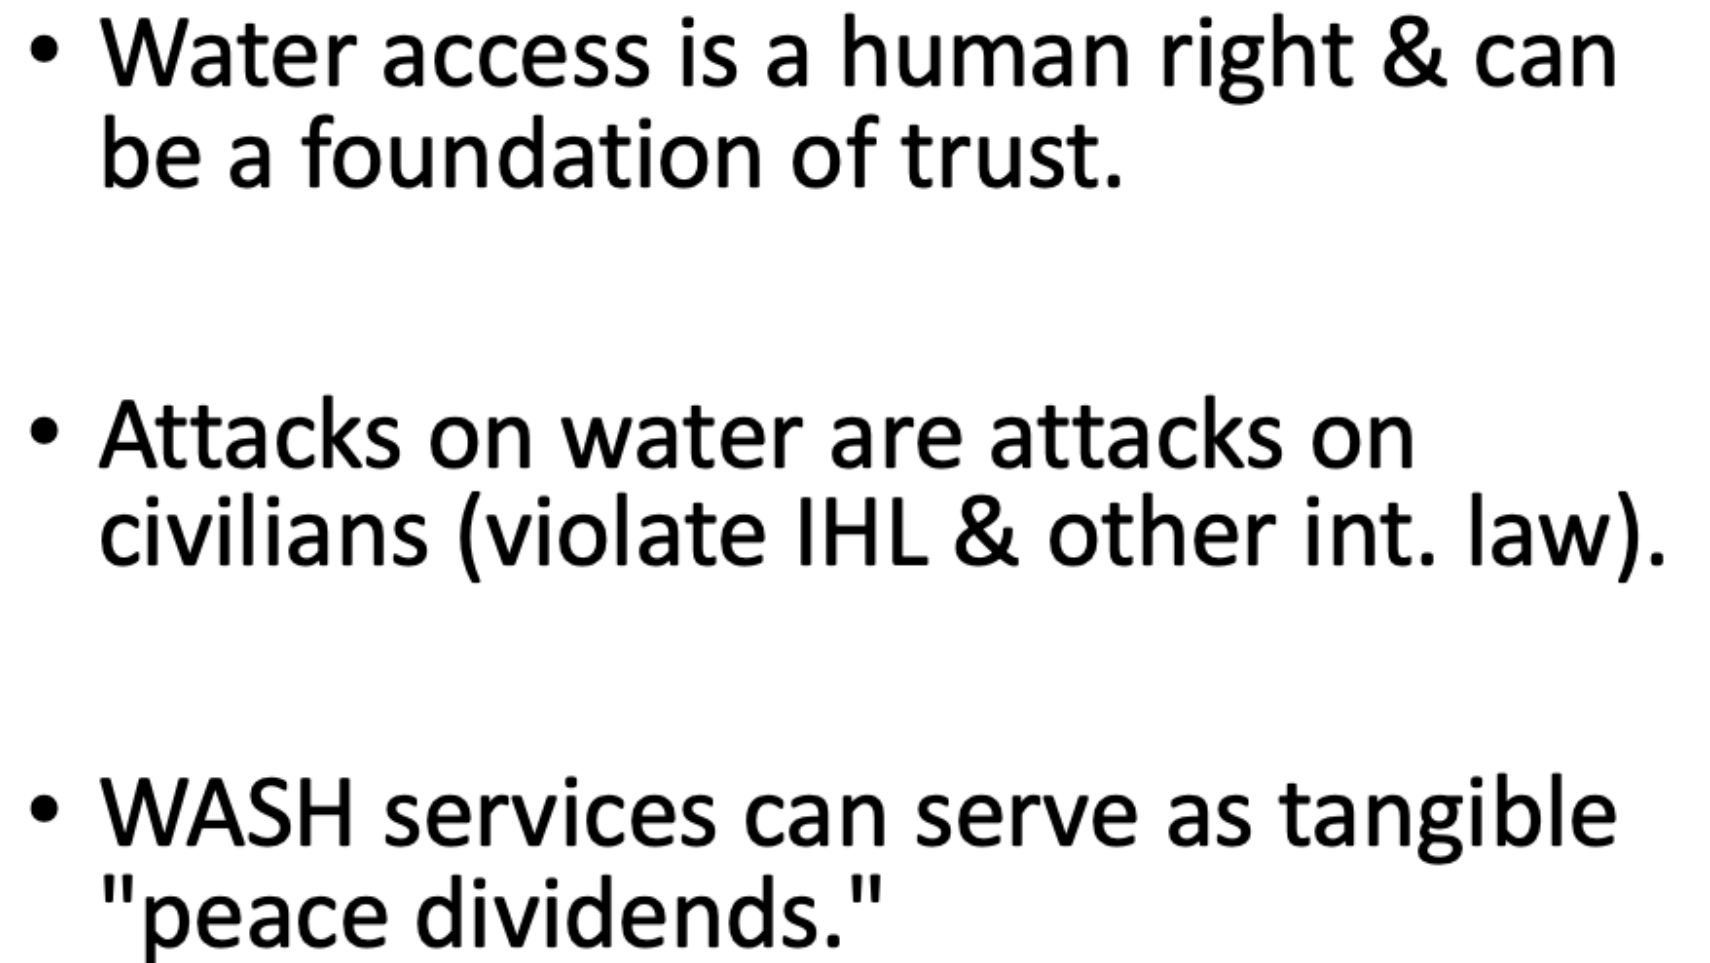 • Water access is a human right & can
be a foundation of trust.
• Attacks on water are attacks on
civilians (violate IHL & other int. law).
• WASH services can serve as tangible
"peace dividends."